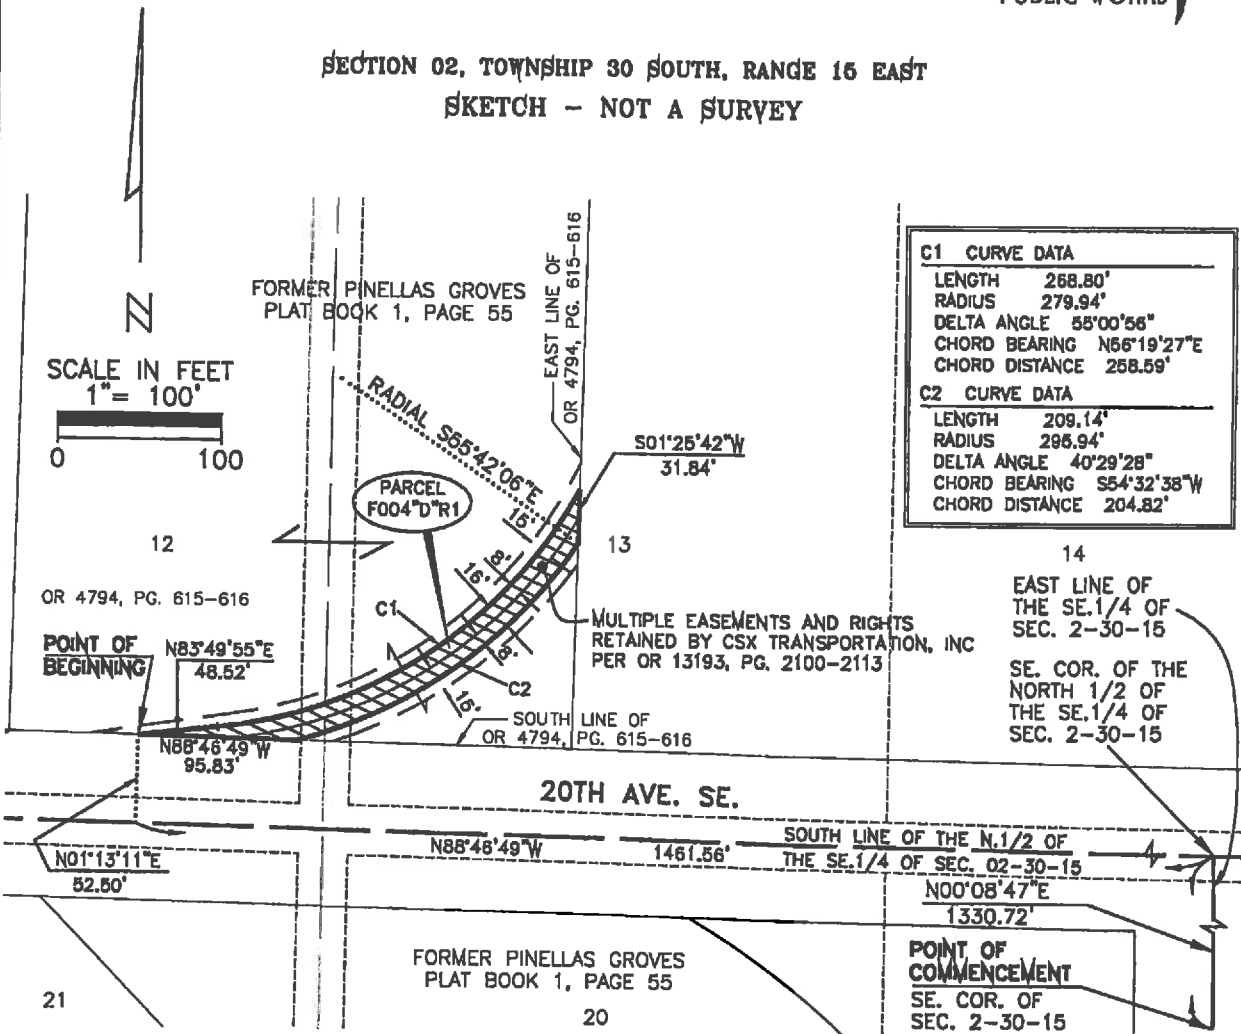 PUBLIC WORKS
SECTION 02, TOWNSHIP 30 SOUTH, RANGE 15 EAST
SKETCH - NOT A SURVEY
N
SCALE IN FEET
1"= 100'
0 100
FORMER PINELLAS GROVES
PLAT BOOK 1, PAGE 55
EAST LINE OF
OR 4794, PG. 615-616
C1 CURVE DATA
LENGTH 268.80'
RADIUS 279.94'
DELTA ANGLE 55°00'56"
CHORD BEARING N56°19'27"E
CHORD DISTANCE 258.59'
C2 CURVE DATA
LENGTH 209.14'
RADIUS 295.94'
DELTA ANGLE 40°29'28"
CHORD BEARING S54°32'38"W
CHORD DISTANCE 204.82'
RADIAL S55°42'06"E
S01°25'42"W
31.84'
PARCEL
F004"D"R1
15'
8'
16'
12
13
14
OR 4794, PG. 615-616
C1
POINT OF
BEGINNING
N83°49'55"E
48.52'
MULTIPLE EASEMENTS AND RIGHTS
RETAINED BY CSX TRANSPORTATION, INC
PER OR 13193, PG. 2100-2113
8'
C2
15'
SOUTH LINE OF
OR 4794, PG. 615-616
N88°46'49"W
95.83'
EAST LINE OF
THE SE.1/4 OF
SEC. 2-30-15
SE. COR. OF THE
NORTH 1/2 OF
THE SE.1/4 OF
SEC. 2-30-15
20TH AVE. SE.
N01°13'11"E
52.50'
N88°46'49"W 1461.56'
SOUTH LINE OF THE N.1/2 OF
THE SE.1/4 OF SEC. 02-30-15
N00°08'47"E
1330.72'
POINT OF
COMMENCEMENT
SE. COR. OF
SEC. 2-30-15
FORMER PINELLAS GROVES
PLAT BOOK 1, PAGE 55
21
20